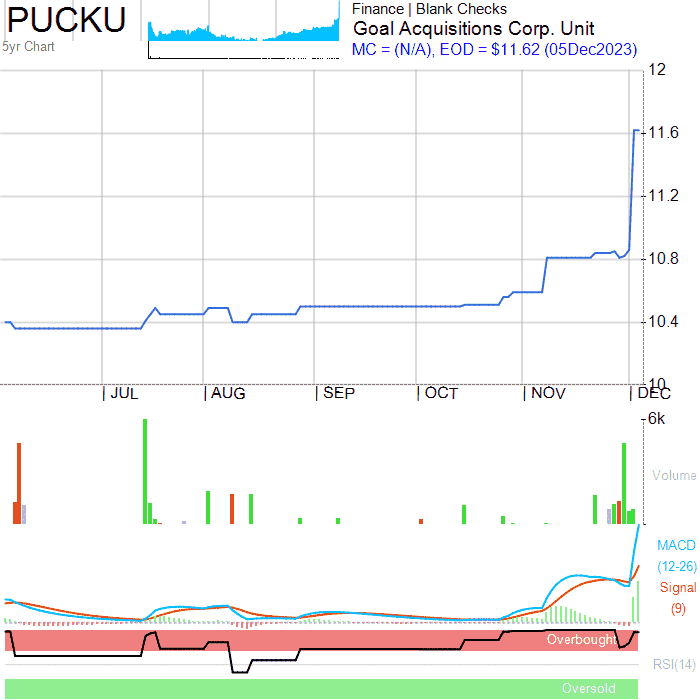 PUCKU
5yr Chart
Finance | Blank Checks
Goal Acquisitions Corp. Unit
MC = (N/A), EOD = $11.62 (05Dec2023)
12
11.6
11.2
10.8
10.4
10
JUL AUG SEP OCT NOV DEC
6k
Volume
MACD
(12-26)
Signal
(9)
Overbought
RSI(14)
Oversold